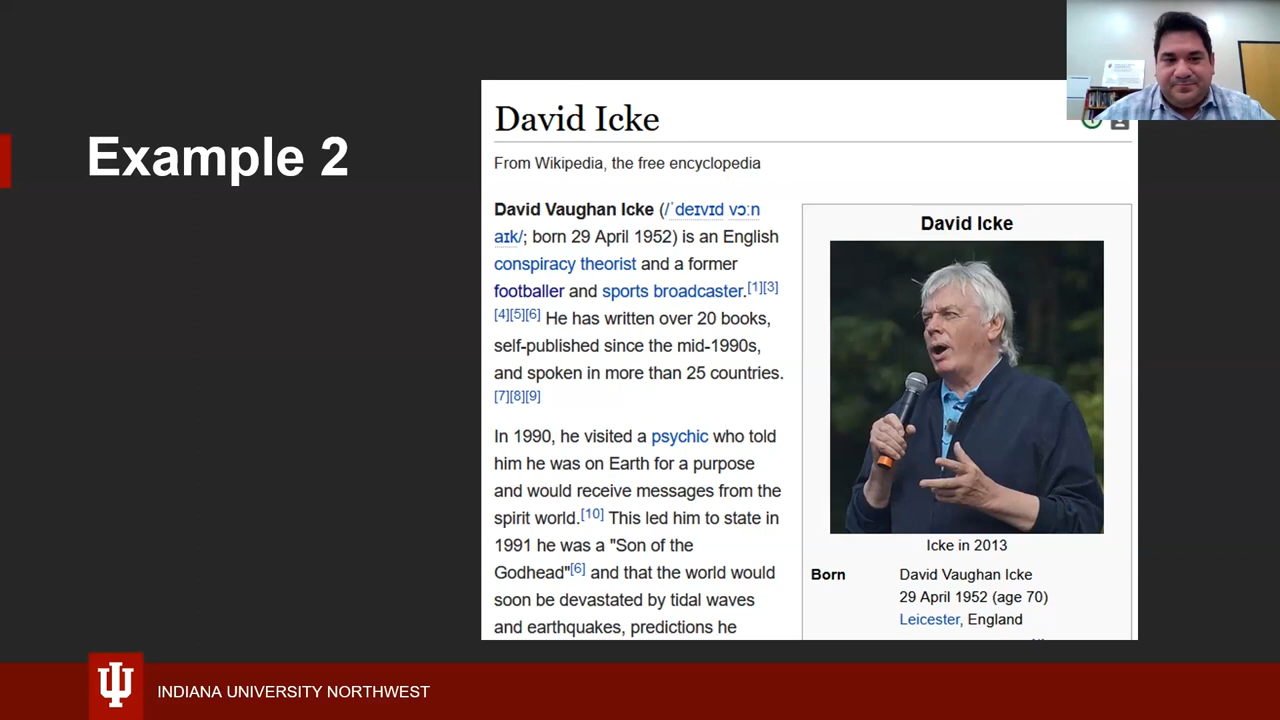 Example 2
David Icke
From Wikipedia, the free encyclopedia
David Vaughan Icke (/ˈdeɪvɪd vɔːn
aɪk/; born 29 April 1952) is an English
conspiracy theorist and a former
footballer and sports broadcaster.[1][3]
[4][5][6] He has written over 20 books,
self-published since the mid-1990s,
and spoken in more than 25 countries.
[7][8][9]
In 1990, he visited a psychic who told
him he was on Earth for a purpose
and would receive messages from the
spirit world.[10] This led him to state in
1991 he was a "Son of the
Godhead"[6] and that the world would
soon be devastated by tidal waves
and earthquakes, predictions he
David Icke
Icke in 2013
Born David Vaughan Icke
29 April 1952 (age 70)
Leicester, England
INDIANA UNIVERSITY NORTHWEST